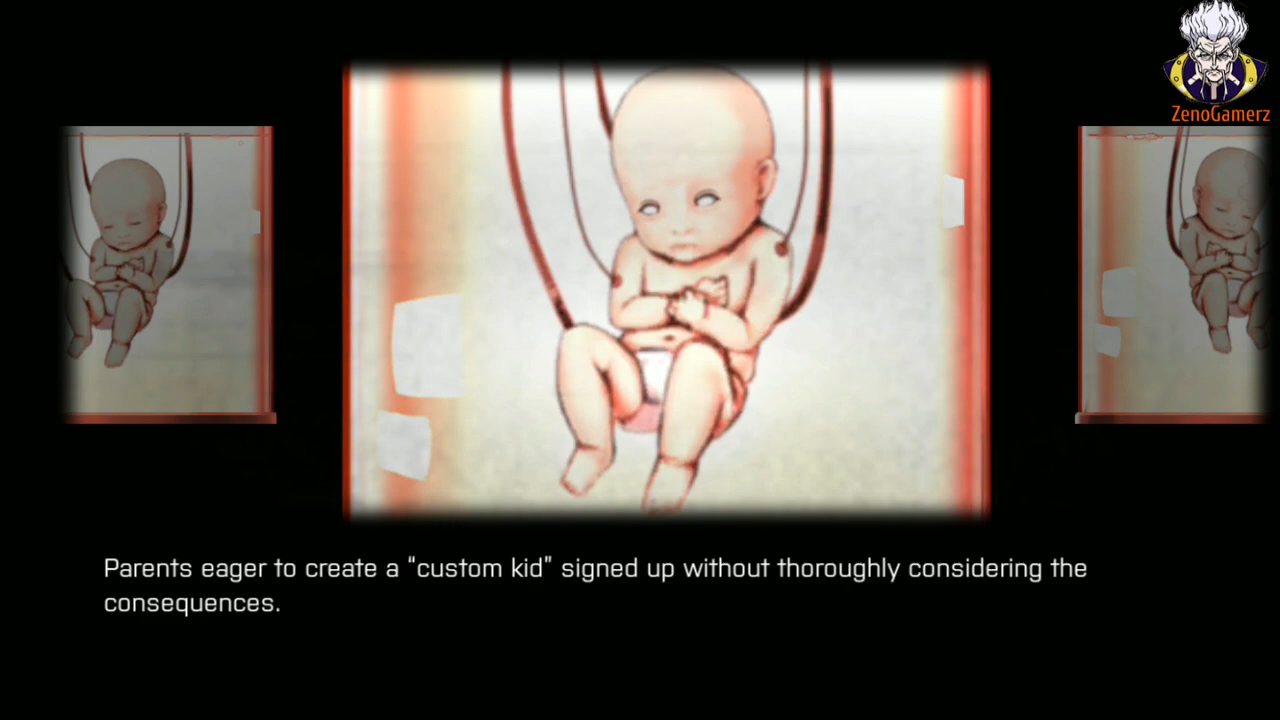 ZenoGamerz
Parents eager to create a “custom kid” signed up without thoroughly considering the
consequences.